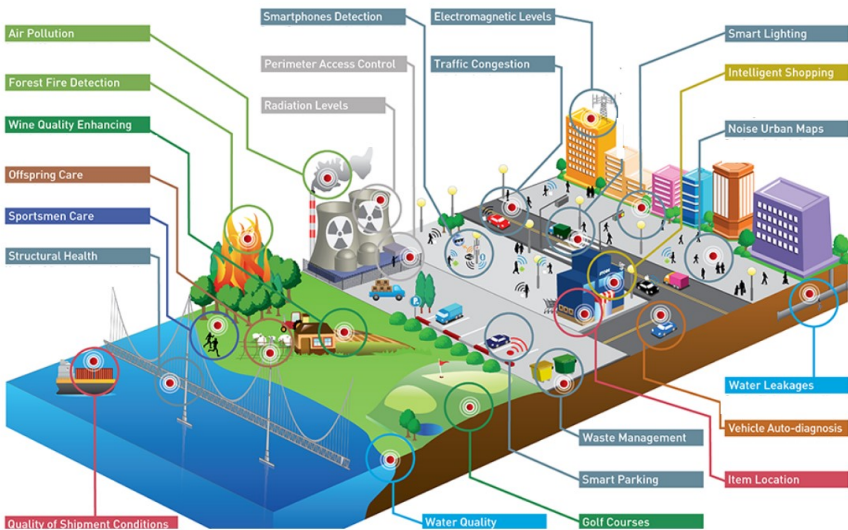 Air Pollution
Forest Fire Detection
Wine Quality Enhancing
Offspring Care
Sportsmen Care
Structural Health
Quality of Shipment Conditions
Smartphones Detection
Perimeter Access Control
Radiation Levels
Electromagnetic Levels
Traffic Congestion
Smart Lighting
Intelligent Shopping
Noise Urban Maps
Water Leakages
Vehicle Auto-diagnosis
Item Location
Waste Management
Smart Parking
Golf Courses
Water Quality